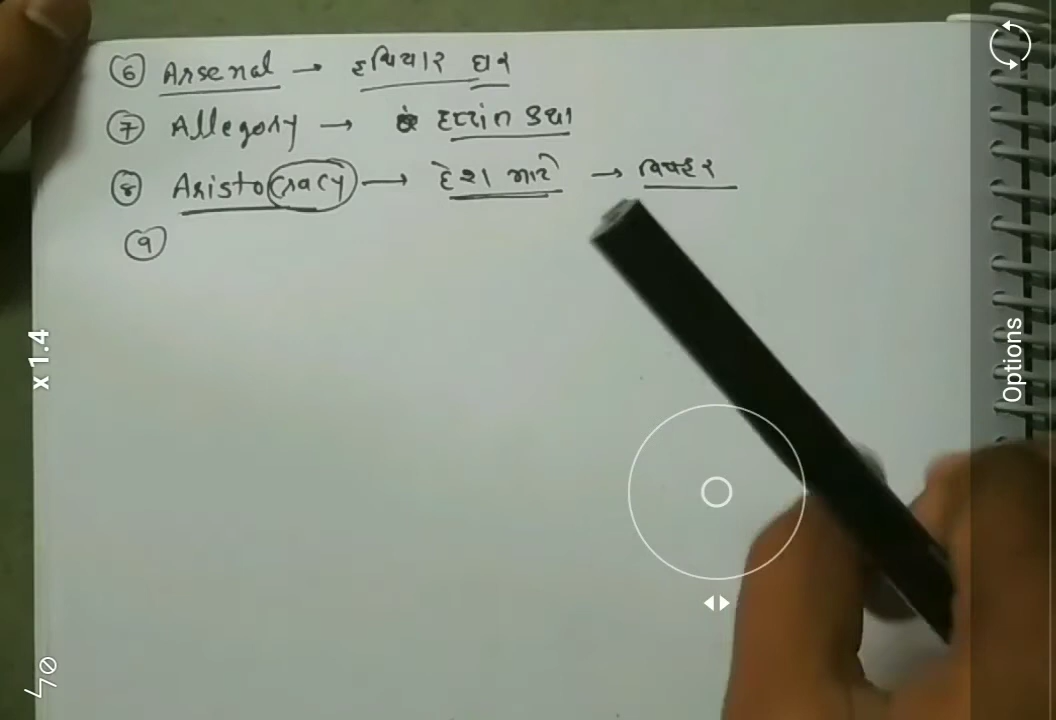 6 Arsenal → હથિયાર ઘર
7 Allegory → દ્રષ્ટાંત કથા
8 Aristocracy → દેશ માટે →
9
x 1.4
Options